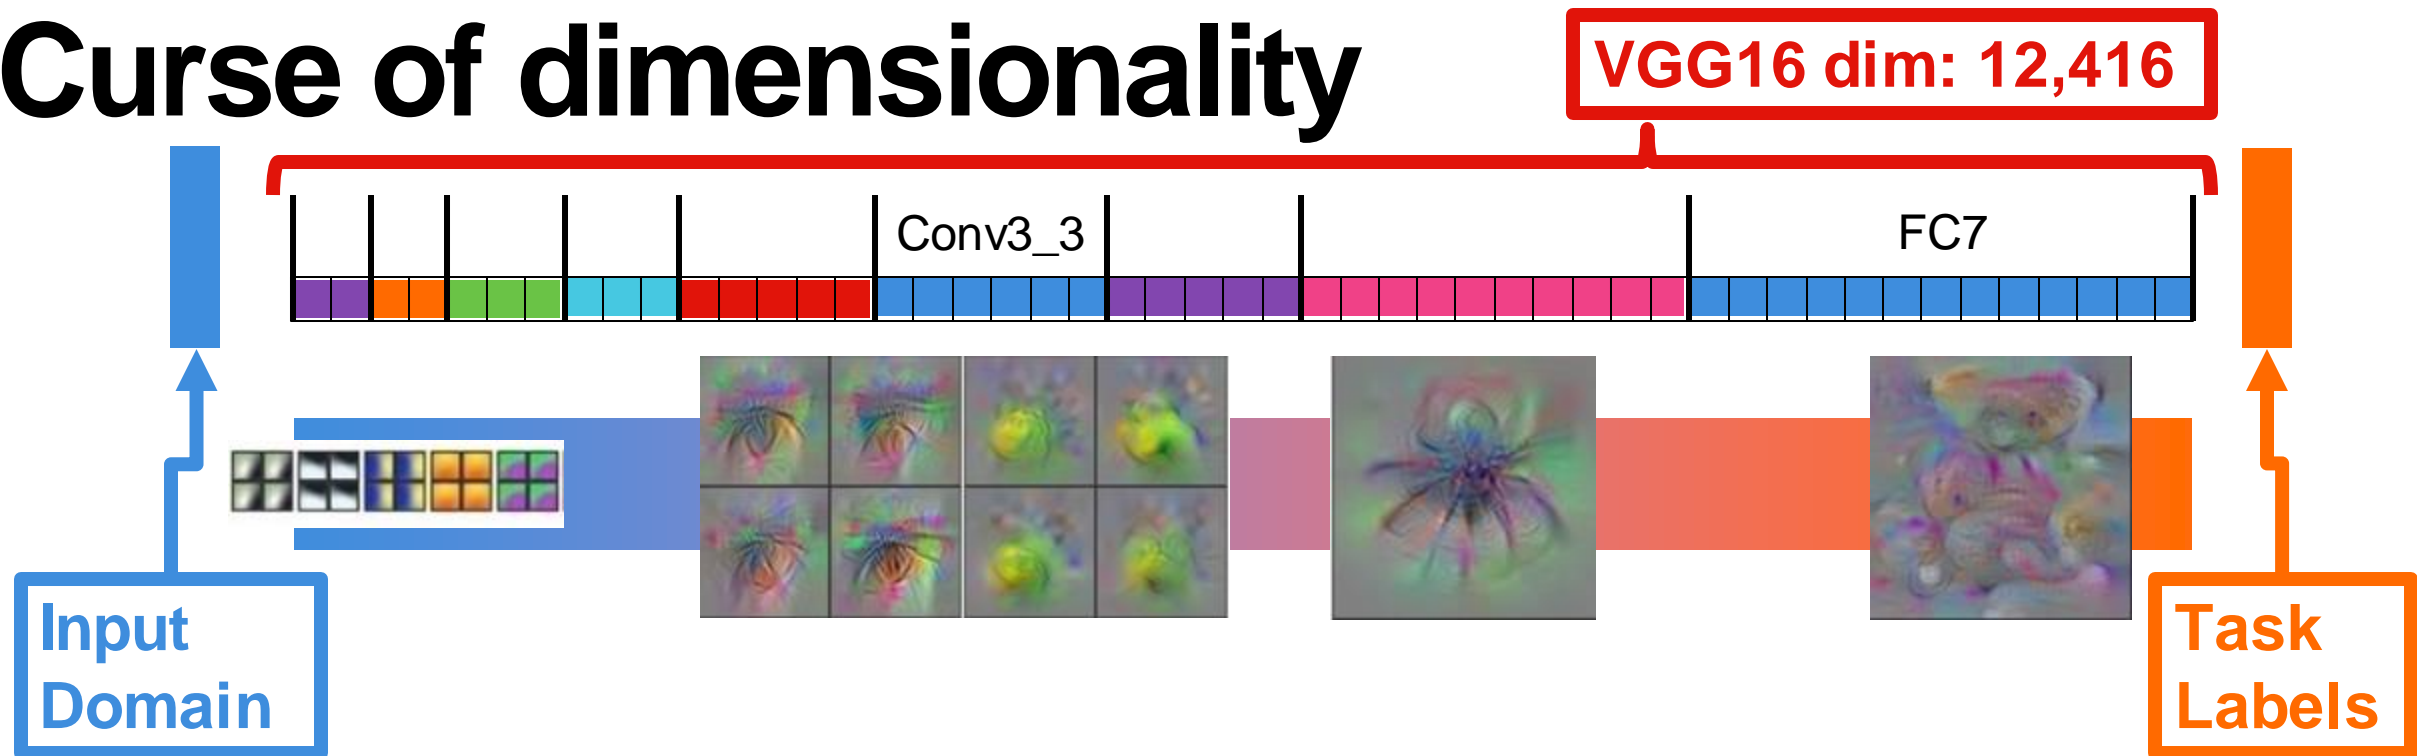 Curse of dimensionality
VGG16 dim: 12,416
Conv3_3
FC7
Input
Domain
Task
Labels